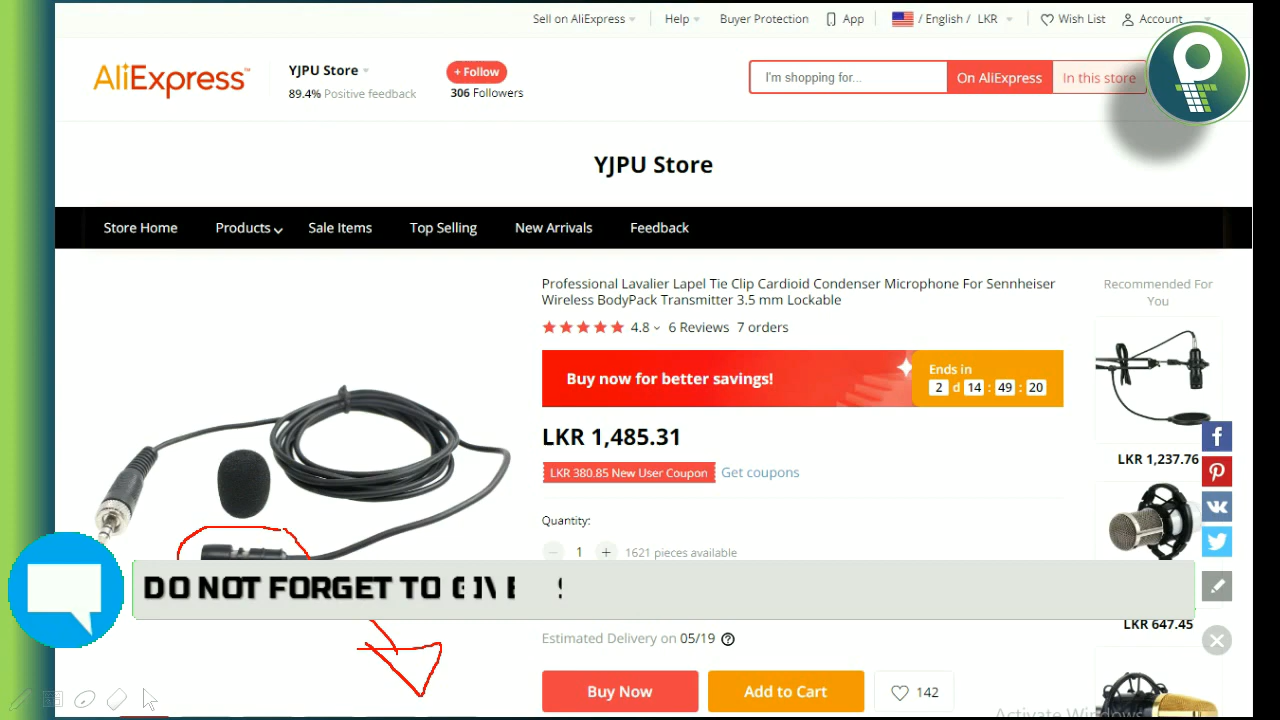 Sell on AliExpress
Help
Buyer Protection
App
/ English / LKR
Wish List
Account
AliExpress™
YJPU Store
89.4% Positive feedback
+ Follow
306 Followers
I'm shopping for...
On AliExpress
In this store
YJPU Store
Store Home
Products
Sale Items
Top Selling
New Arrivals
Feedback
Professional Lavalier Lapel Tie Clip Cardioid Condenser Microphone For Sennheiser
Wireless BodyPack Transmitter 3.5 mm Lockable
4.8
6 Reviews
7 orders
Buy now for better savings!
Ends in
2 d 14 : 49 : 20
LKR 1,485.31
LKR 380.85 New User Coupon
Get coupons
Quantity:
− 1 +
1621 pieces available
Recommended For
You
LKR 1,237.76
LKR 647.45
DO NOT FORGET TO
Estimated Delivery on 05/19
Buy Now
Add to Cart
142
Activate Windows